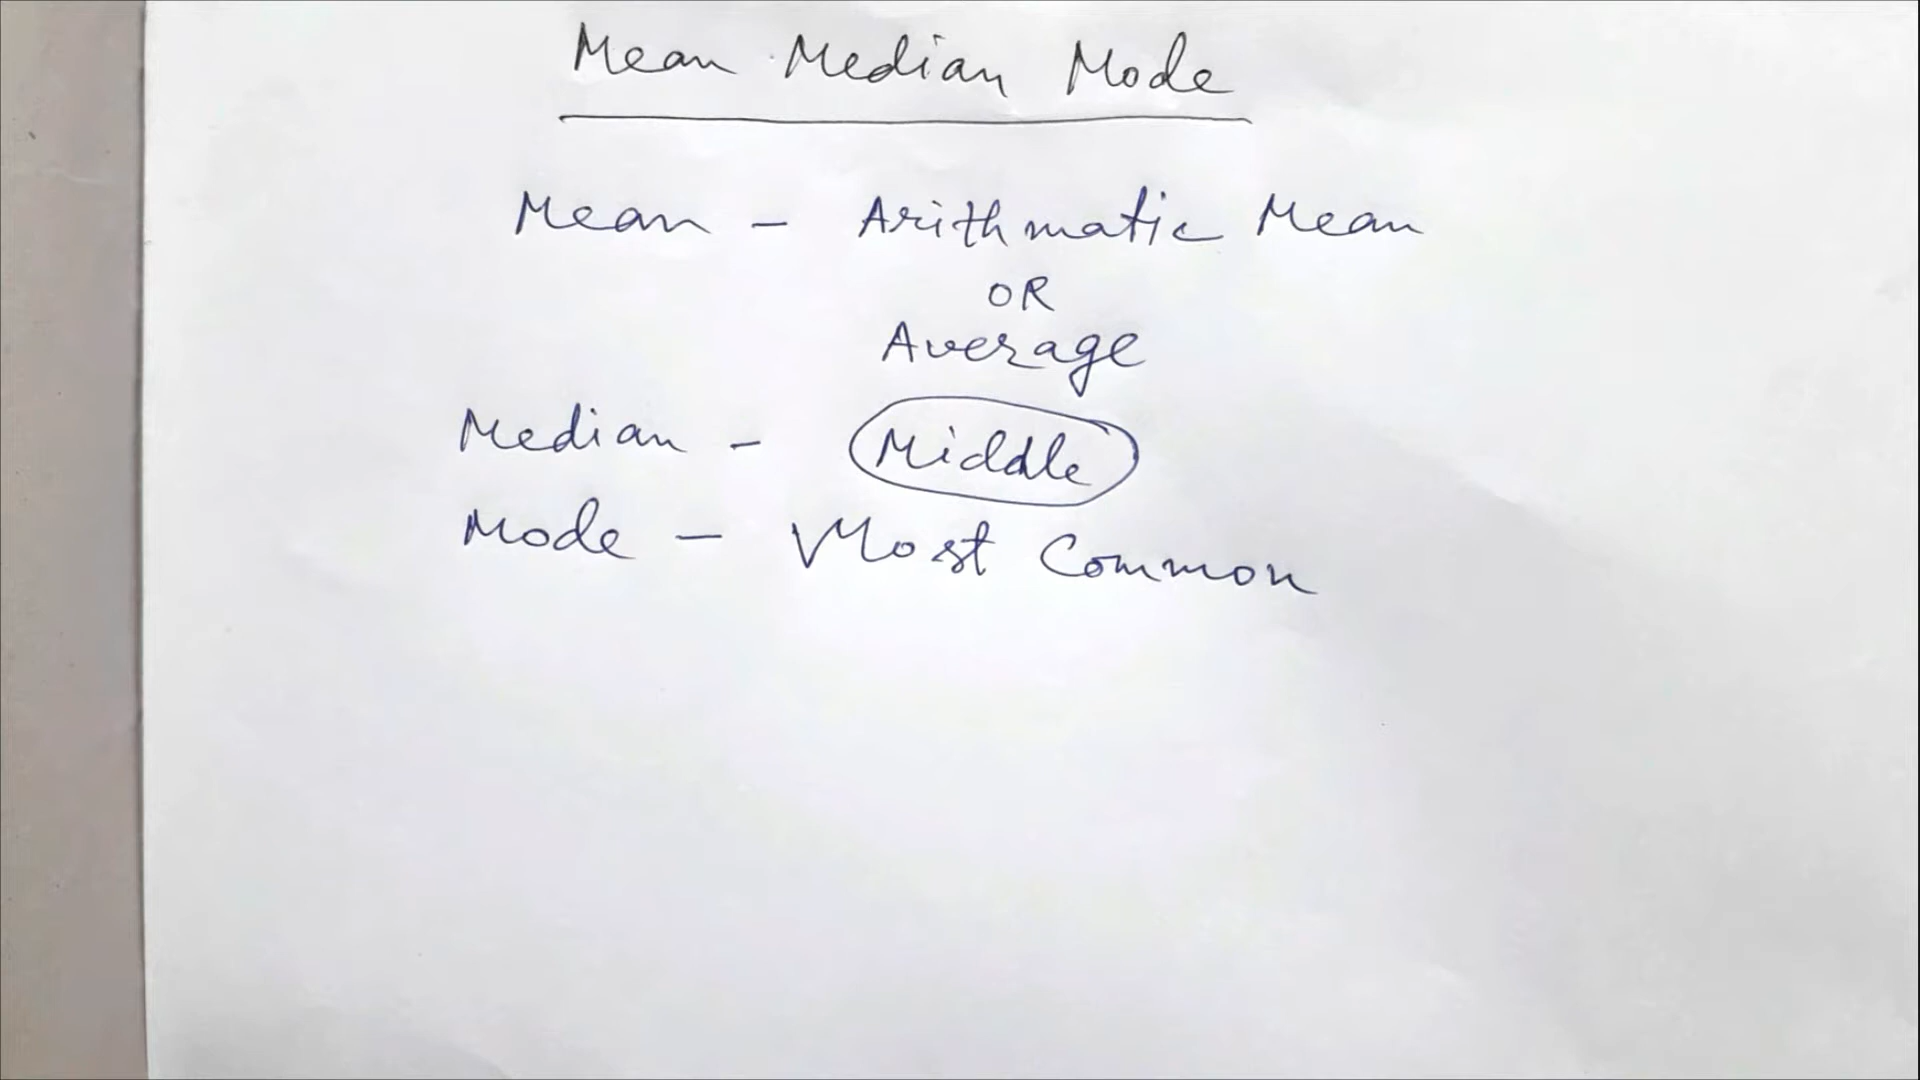 Mean Median Mode
Mean - Arithmatic Mean
OR
Average
Median - Middle
Mode - Most Common